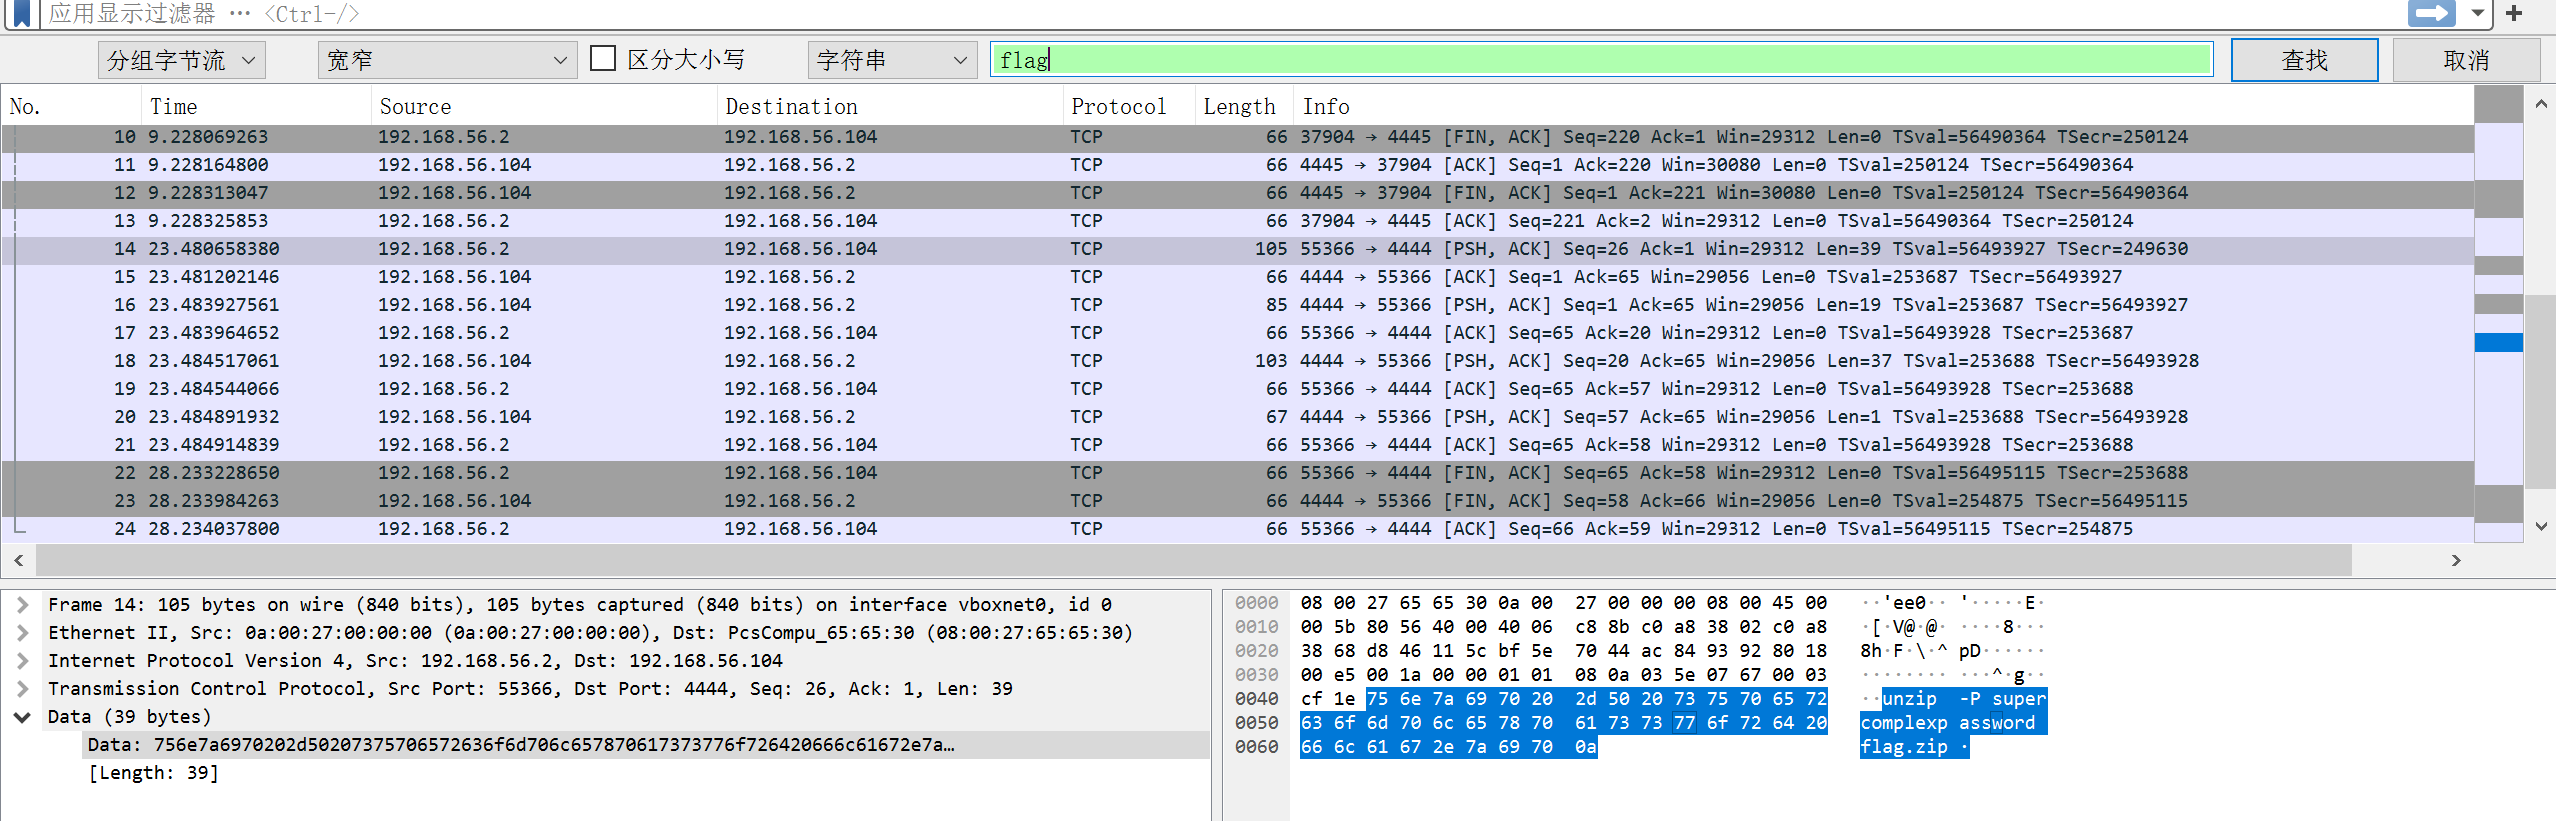 应用显示过滤器 … <Ctrl-/>
分组字节流 宽窄 区分大小写 字符串 flag 查找 取消
No. Time Source Destination Protocol Length Info
10 9.228069263 192.168.56.2 192.168.56.104 TCP 66 37904 → 4445 [FIN, ACK] Seq=220 Ack=1 Win=29312 Len=0 TSval=56490364 TSecr=250124
11 9.228164800 192.168.56.104 192.168.56.2 TCP 66 4445 → 37904 [ACK] Seq=1 Ack=220 Win=30080 Len=0 TSval=250124 TSecr=56490364
12 9.228313047 192.168.56.104 192.168.56.2 TCP 66 4445 → 37904 [FIN, ACK] Seq=1 Ack=221 Win=30080 Len=0 TSval=250124 TSecr=56490364
13 9.228325853 192.168.56.2 192.168.56.104 TCP 66 37904 → 4445 [ACK] Seq=221 Ack=2 Win=29312 Len=0 TSval=56490364 TSecr=250124
14 23.480658380 192.168.56.2 192.168.56.104 TCP 105 55366 → 4444 [PSH, ACK] Seq=26 Ack=1 Win=29312 Len=39 TSval=56493927 TSecr=249630
15 23.481202146 192.168.56.104 192.168.56.2 TCP 66 4444 → 55366 [ACK] Seq=1 Ack=65 Win=29056 Len=0 TSval=253687 TSecr=56493927
16 23.483927561 192.168.56.104 192.168.56.2 TCP 85 4444 → 55366 [PSH, ACK] Seq=1 Ack=65 Win=29056 Len=19 TSval=253687 TSecr=56493927
17 23.483964652 192.168.56.2 192.168.56.104 TCP 66 55366 → 4444 [ACK] Seq=65 Ack=20 Win=29312 Len=0 TSval=56493928 TSecr=253687
18 23.484517061 192.168.56.104 192.168.56.2 TCP 103 4444 → 55366 [PSH, ACK] Seq=20 Ack=65 Win=29056 Len=37 TSval=253688 TSecr=56493928
19 23.484544066 192.168.56.2 192.168.56.104 TCP 66 55366 → 4444 [ACK] Seq=65 Ack=57 Win=29312 Len=0 TSval=56493928 TSecr=253688
20 23.484891932 192.168.56.104 192.168.56.2 TCP 67 4444 → 55366 [PSH, ACK] Seq=57 Ack=65 Win=29056 Len=1 TSval=253688 TSecr=56493928
21 23.484914839 192.168.56.2 192.168.56.104 TCP 66 55366 → 4444 [ACK] Seq=65 Ack=58 Win=29312 Len=0 TSval=56493928 TSecr=253688
22 28.233228650 192.168.56.2 192.168.56.104 TCP 66 55366 → 4444 [FIN, ACK] Seq=65 Ack=58 Win=29312 Len=0 TSval=56495115 TSecr=253688
23 28.233984263 192.168.56.104 192.168.56.2 TCP 66 4444 → 55366 [FIN, ACK] Seq=58 Ack=66 Win=29056 Len=0 TSval=254875 TSecr=56495115
24 28.234037800 192.168.56.2 192.168.56.104 TCP 66 55366 → 4444 [ACK] Seq=66 Ack=59 Win=29312 Len=0 TSval=56495115 TSecr=254875
Frame 14: 105 bytes on wire (840 bits), 105 bytes captured (840 bits) on interface vboxnet0, id 0
Ethernet II, Src: 0a:00:27:00:00:00 (0a:00:27:00:00:00), Dst: PcsCompu_65:65:30 (08:00:27:65:65:30)
Internet Protocol Version 4, Src: 192.168.56.2, Dst: 192.168.56.104
Transmission Control Protocol, Src Port: 55366, Dst Port: 4444, Seq: 26, Ack: 1, Len: 39
Data (39 bytes)
Data: 756e7a6970202d50207375706572636f6d706c657870617373776f726420666c61672e7a…
[Length: 39]
0000 08 00 27 65 65 30 0a 00 27 00 00 00 08 00 45 00 ··'ee0·· '·····E·
0010 00 5b 80 56 40 00 40 06 c8 8b c0 a8 38 02 c0 a8 ·[·V@·@· ····8···
0020 38 68 d8 46 11 5c bf 5e 70 44 ac 84 93 92 80 18 8h·F·\·^ pD······
0030 00 e5 00 1a 00 00 01 01 08 0a 03 5e 07 67 00 03 ········ ···^·g··
0040 cf 1e 75 6e 7a 69 70 20 2d 50 20 73 75 70 65 72 ··unzip -P super
0050 63 6f 6d 70 6c 65 78 70 61 73 73 77 6f 72 64 20 complexp assword
0060 66 6c 61 67 2e 7a 69 70 0a flag.zip ·